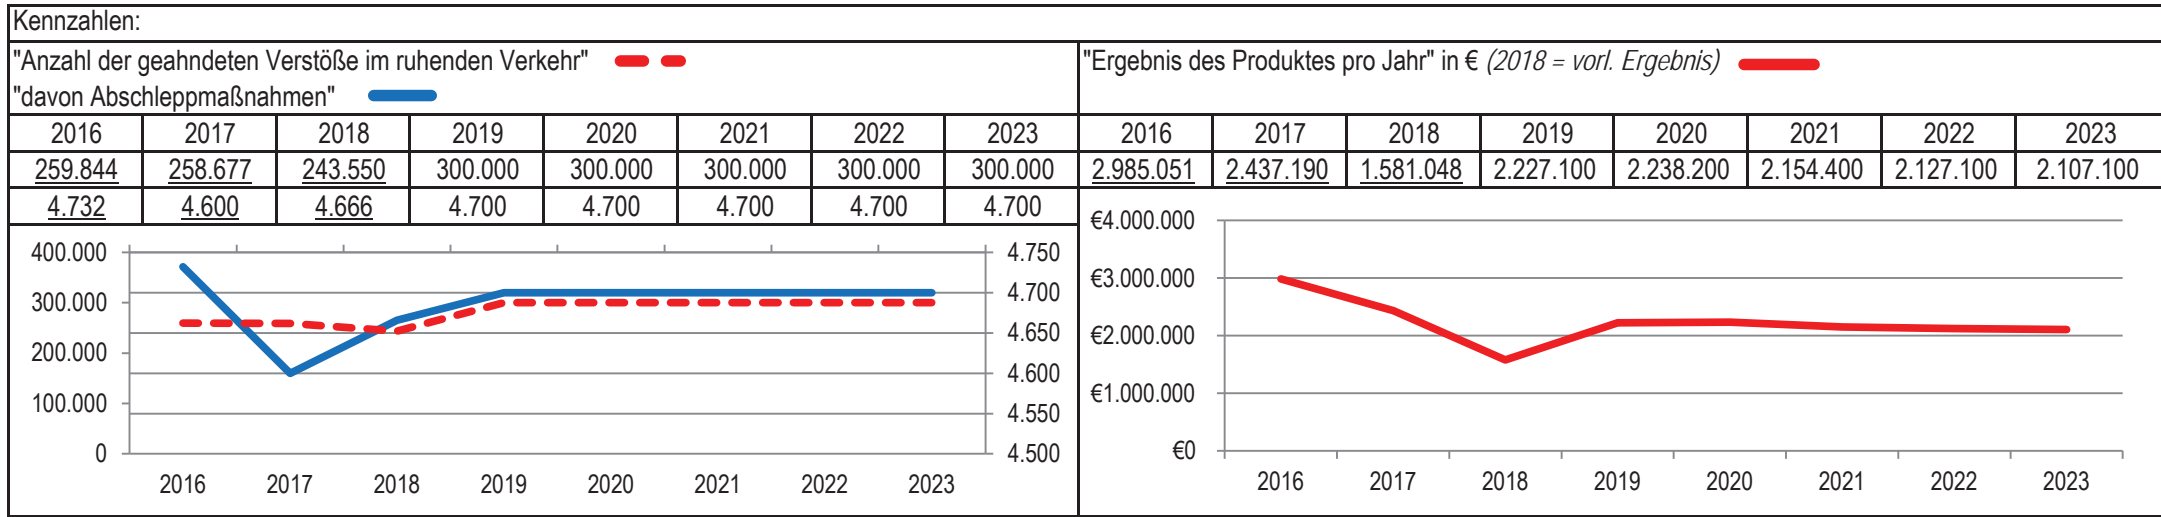 Kennzahlen:
"Anzahl der geahndeten Verstöße im ruhenden Verkehr"
"davon Abschleppmaßnahmen"
2016 2017 2018 2019 2020 2021 2022 2023
259.844 258.677 243.550 300.000 300.000 300.000 300.000 300.000
4.732 4.600 4.666 4.700 4.700 4.700 4.700 4.700
400.000 4.750
4.700
300.000
4.650
200.000
4.600
100.000
4.550
0 4.500
2016 2017 2018 2019 2020 2021 2022 2023
"Ergebnis des Produktes pro Jahr" in € (2018 = vorl. Ergebnis)
2016 2017 2018 2019 2020 2021 2022 2023
2.985.051 2.437.190 1.581.048 2.227.100 2.238.200 2.154.400 2.127.100 2.107.100
€4.000.000
€3.000.000
€2.000.000
€1.000.000
€0
2016 2017 2018 2019 2020 2021 2022 2023